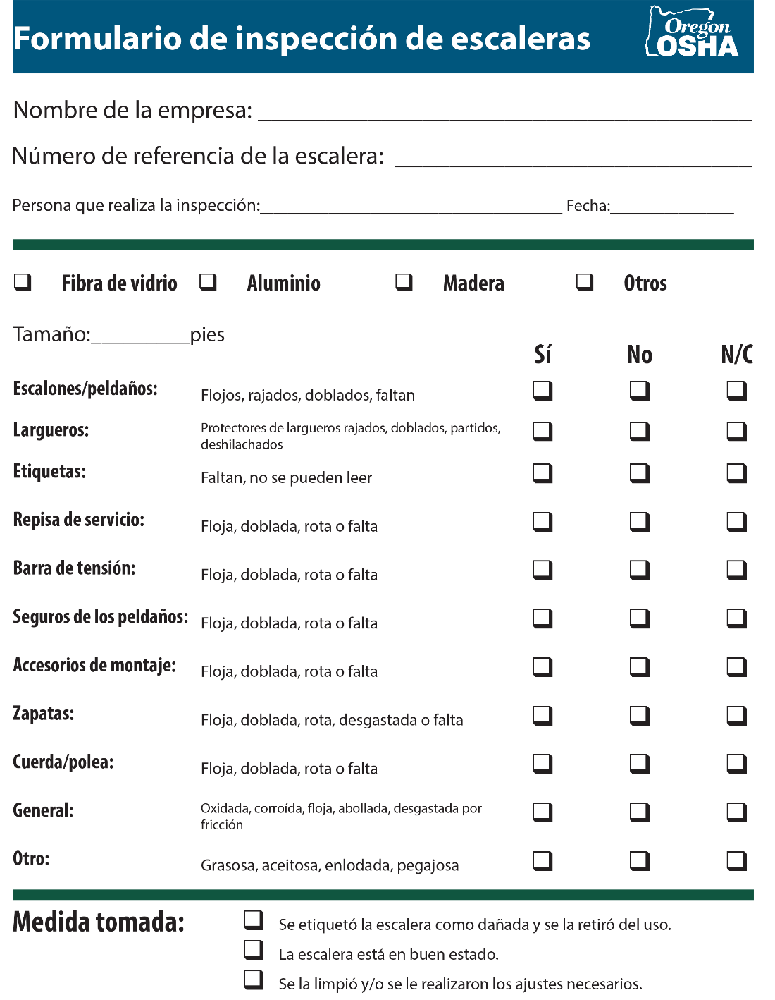 Formulario de inspección de escaleras
Oregon
OSHA
Nombre de la empresa:
Número de referencia de la escalera:
Persona que realiza la inspección: Fecha:
Fibra de vidrio Aluminio Madera Otros
Tamaño: pies
Sí No N/C
Escalones/peldaños: Flojos, rajados, doblados, faltan
Largueros: Protectores de largueros rajados, doblados, partidos,
deshilachados
Etiquetas: Faltan, no se pueden leer
Repisa de servicio: Floja, doblada, rota o falta
Barra de tensión: Floja, doblada, rota o falta
Seguros de los peldaños: Floja, doblada, rota o falta
Accesorios de montaje: Floja, doblada, rota o falta
Zapatas: Floja, doblada, rota, desgastada o falta
Cuerda/polea: Floja, doblada, rota o falta
General: Oxidada, corroída, floja, abollada, desgastada por
fricción
Otro: Grasosa, aceitosa, enlodada, pegajosa
Medida tomada: Se etiquetó la escalera como dañada y se la retiró del uso.
La escalera está en buen estado.
Se la limpió y/o se le realizaron los ajustes necesarios.